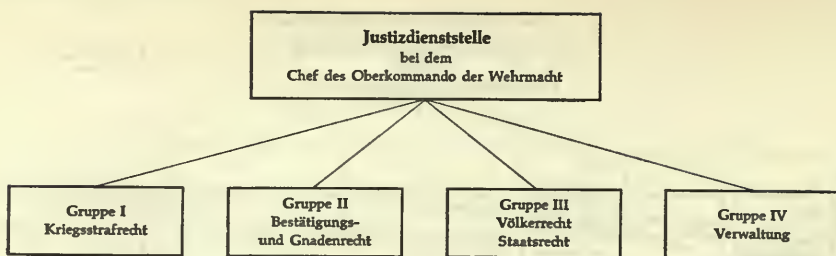 Justizdienststelle
bei dem
Chef des Oberkommando der Wehrmacht
Gruppe I
Kriegsstrafrecht
Gruppe II
Bestätigungs-
und Gnadenrecht
Gruppe III
Völkerrecht
Staatsrecht
Gruppe IV
Verwaltung